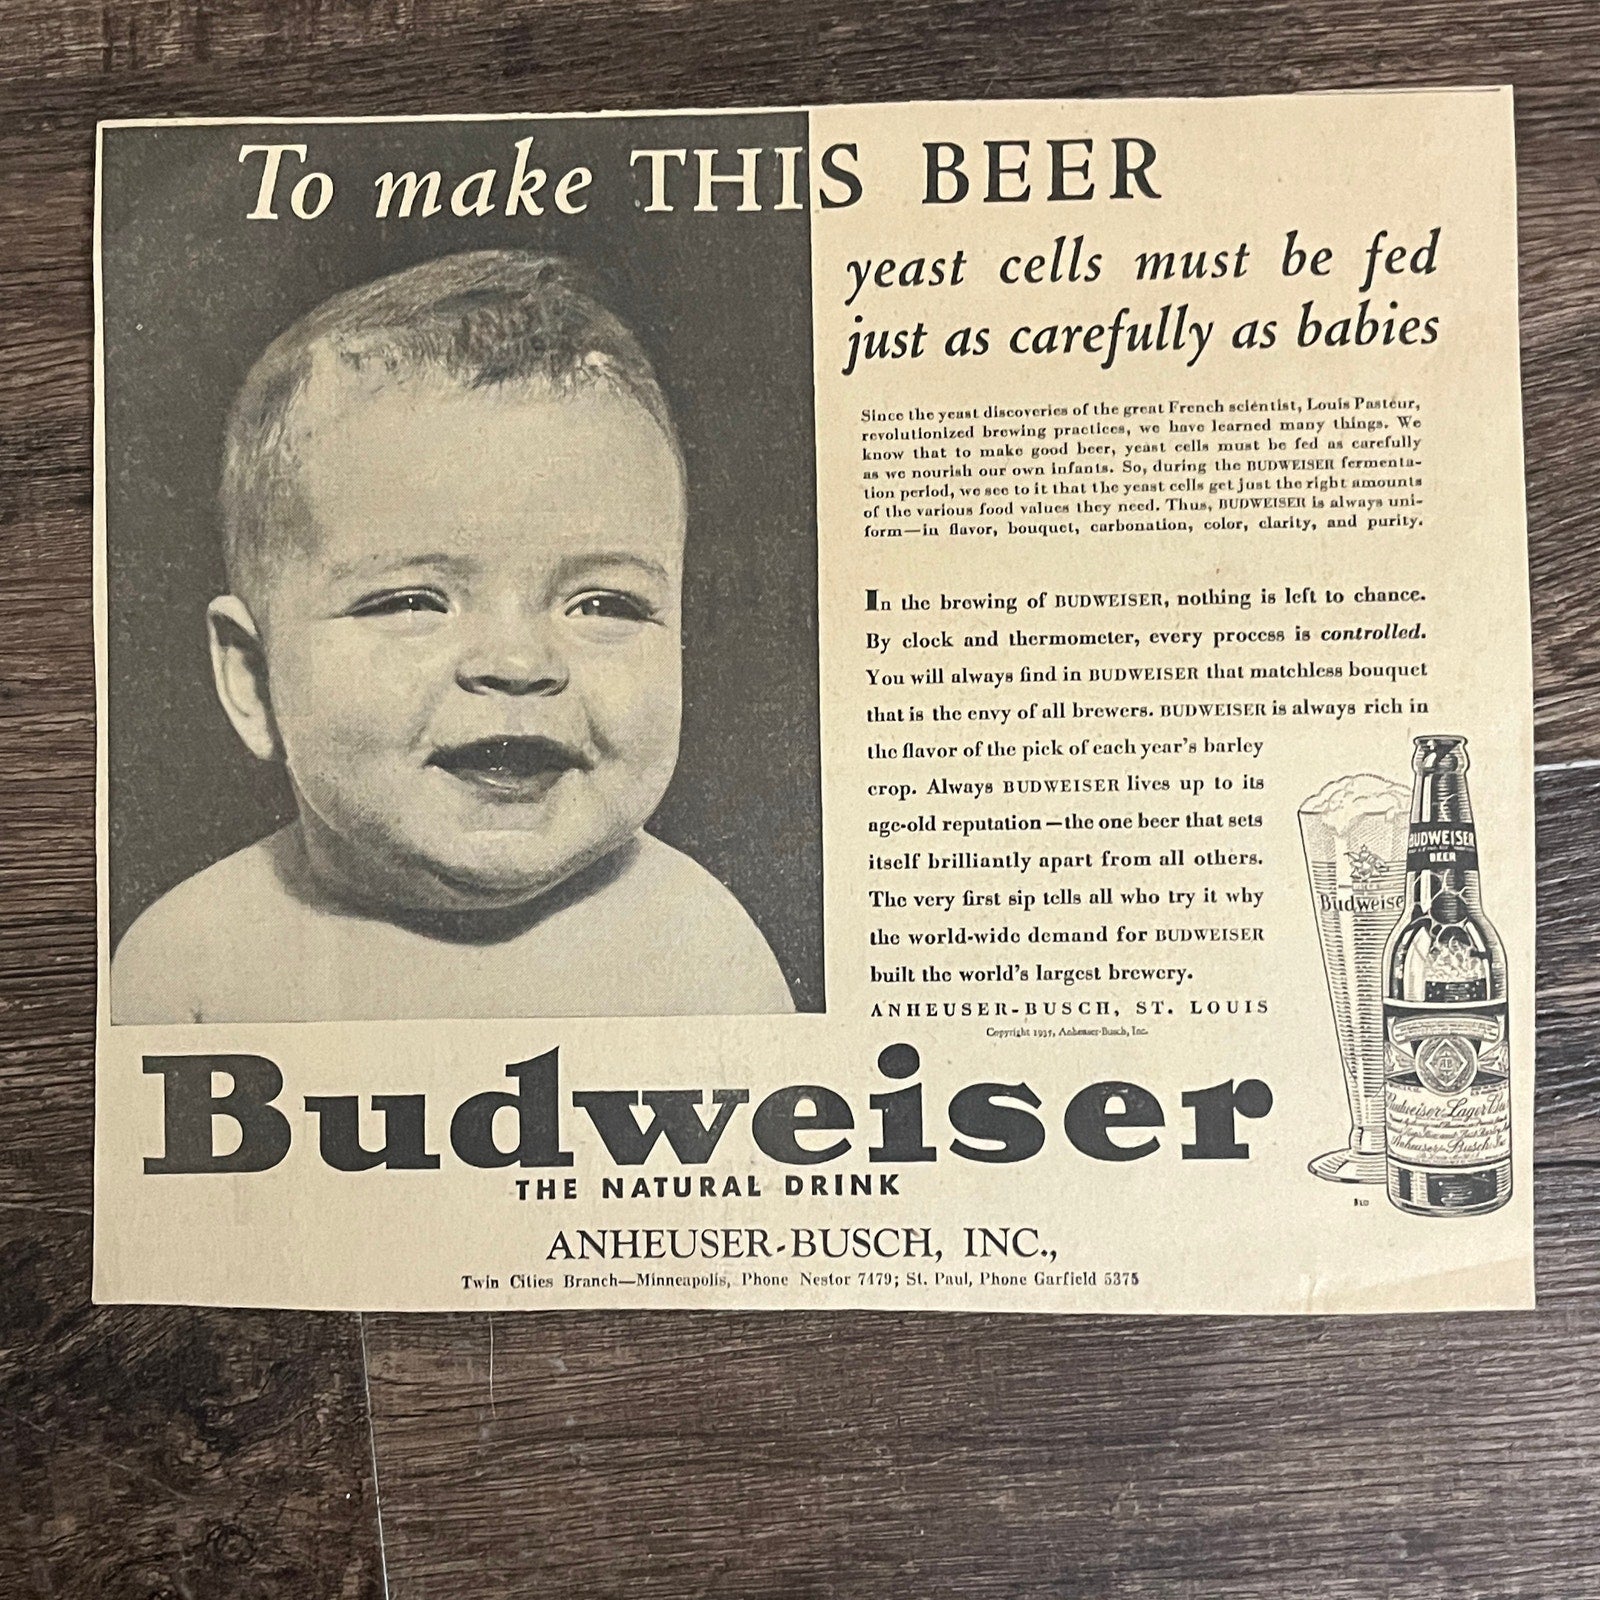 To make THIS BEER
yeast cells must be fed
just as carefully as babies
Since the yeast discoveries of the great French scientist, Louis Pasteur,
revolutionized brewing practices, we have learned many things. We
know that to make good beer, yeast cells must be fed as carefully
as we nourish our own infants. So, during the BUDWEISER fermenta-
tion period, we see to it that the yeast cells get just the right amounts
of the various food values they need. Thus, BUDWEISER is always uni-
form—in flavor, bouquet, carbonation, color, clarity, and purity.
In the brewing of BUDWEISER, nothing is left to chance.
By clock and thermometer, every process is controlled.
You will always find in BUDWEISER that matchless bouquet
that is the envy of all brewers. BUDWEISER is always rich in
the flavor of the pick of each year's barley
crop. Always BUDWEISER lives up to its
age-old reputation—the one beer that sets
itself brilliantly apart from all others.
The very first sip tells all who try it why
the world-wide demand for BUDWEISER
built the world's largest brewery.
ANHEUSER-BUSCH, ST. LOUIS
Copyright 1935, Anheuser-Busch, Inc.
Budweise
BUDWEISER
BEER
Budweiser Lager Beer
Anheuser-Busch, Inc
Budweiser
THE NATURAL DRINK
ANHEUSER-BUSCH, INC.,
Twin Cities Branch—Minneapolis, Phone Nestor 7479; St. Paul, Phone Garfield 5375